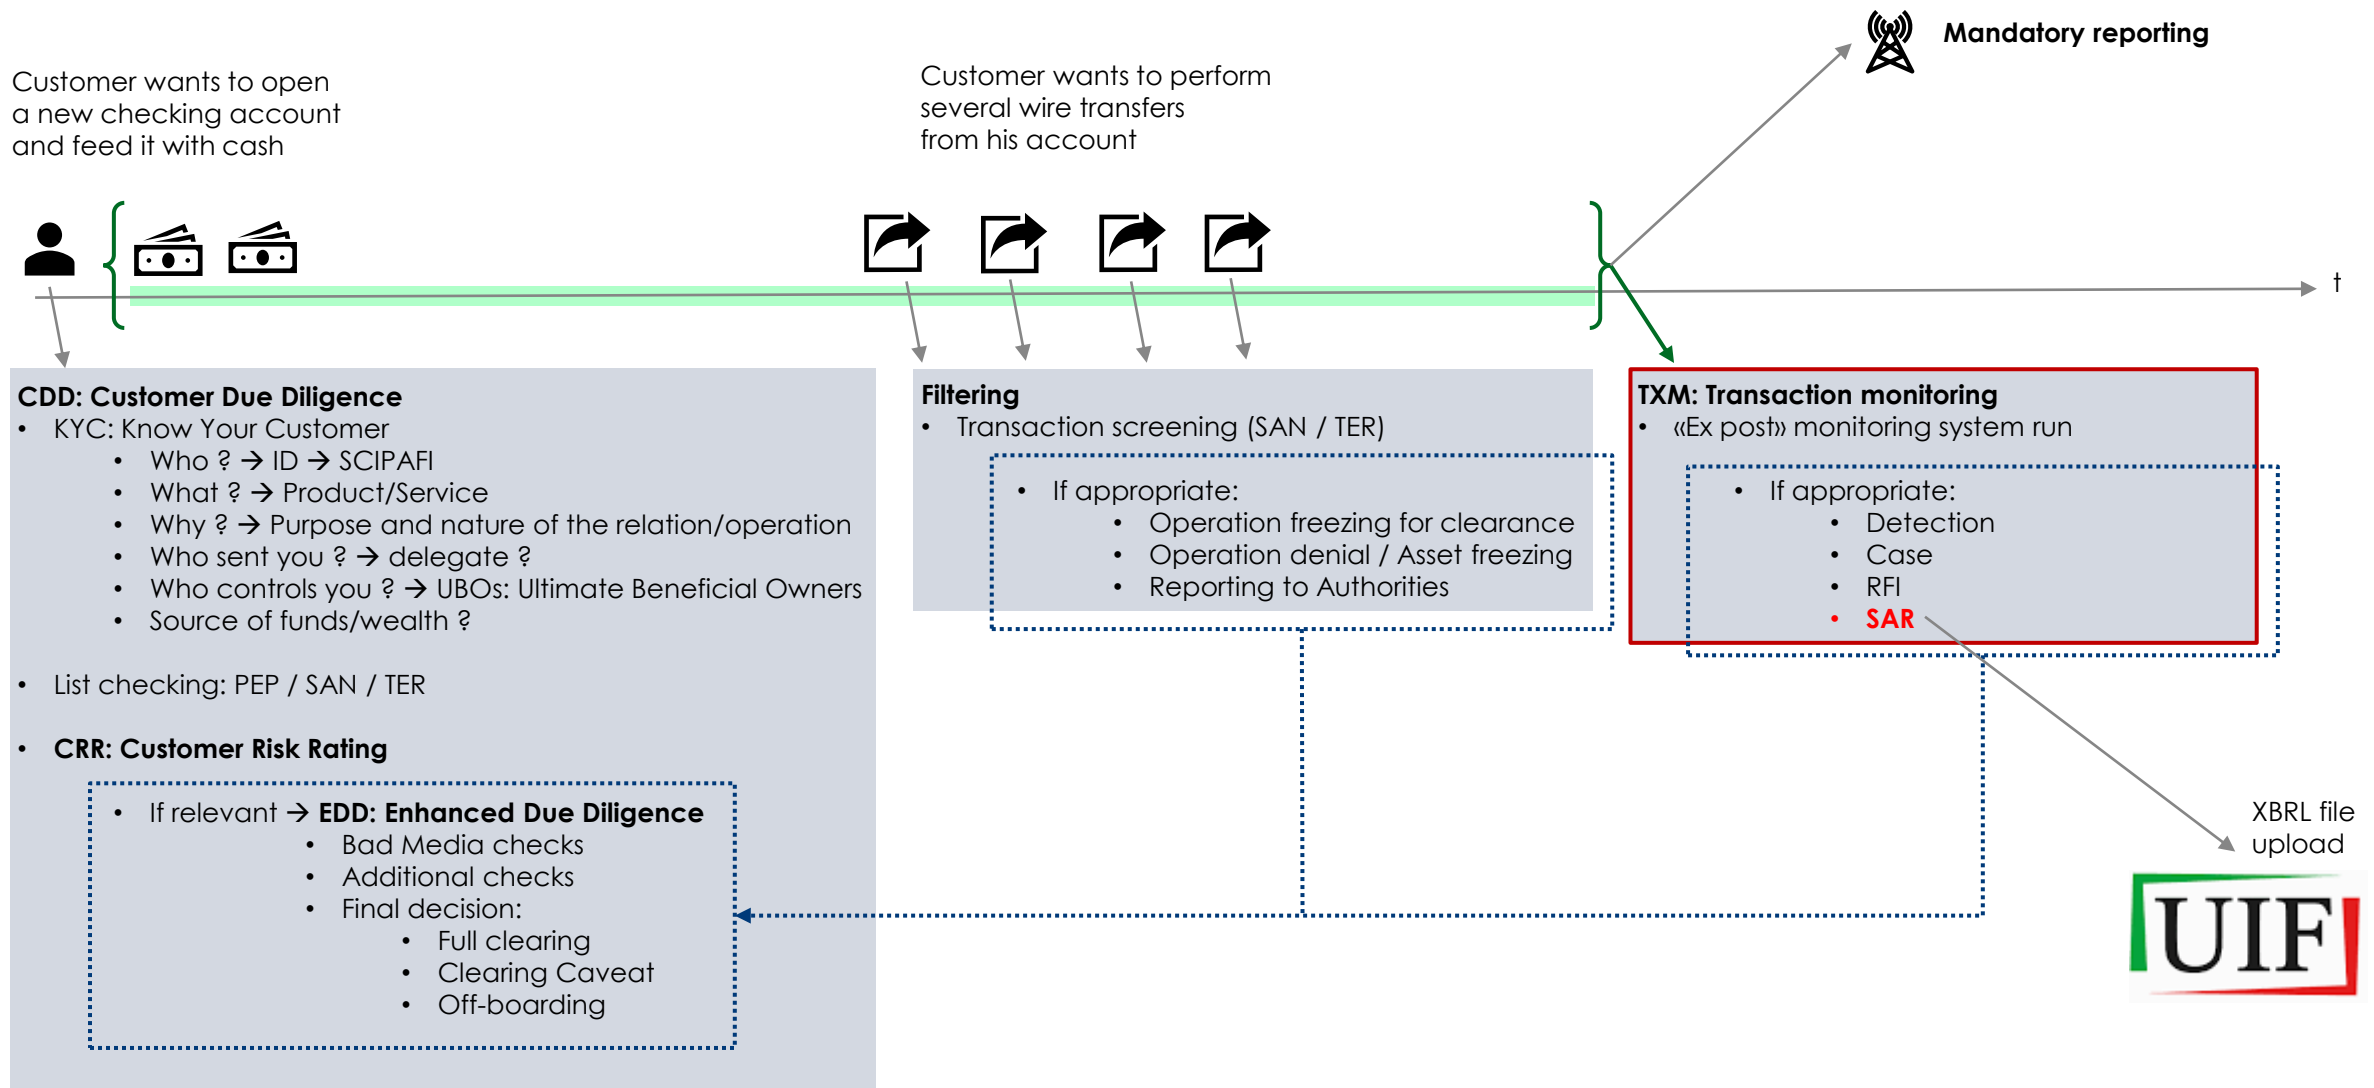 Mandatory reporting
Customer wants to open
a new checking account
and feed it with cash
Customer wants to perform
several wire transfers
from his account
t
CDD: Customer Due Diligence
• KYC: Know Your Customer
• Who ? → ID → SCIPAFI
• What ? → Product/Service
• Why ? → Purpose and nature of the relation/operation
• Who sent you ? → delegate ?
• Who controls you ? → UBOs: Ultimate Beneficial Owners
• Source of funds/wealth ?
• List checking: PEP / SAN / TER
• CRR: Customer Risk Rating
• If relevant → EDD: Enhanced Due Diligence
• Bad Media checks
• Additional checks
• Final decision:
• Full clearing
• Clearing Caveat
• Off-boarding
Filtering
• Transaction screening (SAN / TER)
• If appropriate:
• Operation freezing for clearance
• Operation denial / Asset freezing
• Reporting to Authorities
TXM: Transaction monitoring
• «Ex post» monitoring system run
• If appropriate:
• Detection
• Case
• RFI
• SAR
XBRL file
upload
UIF